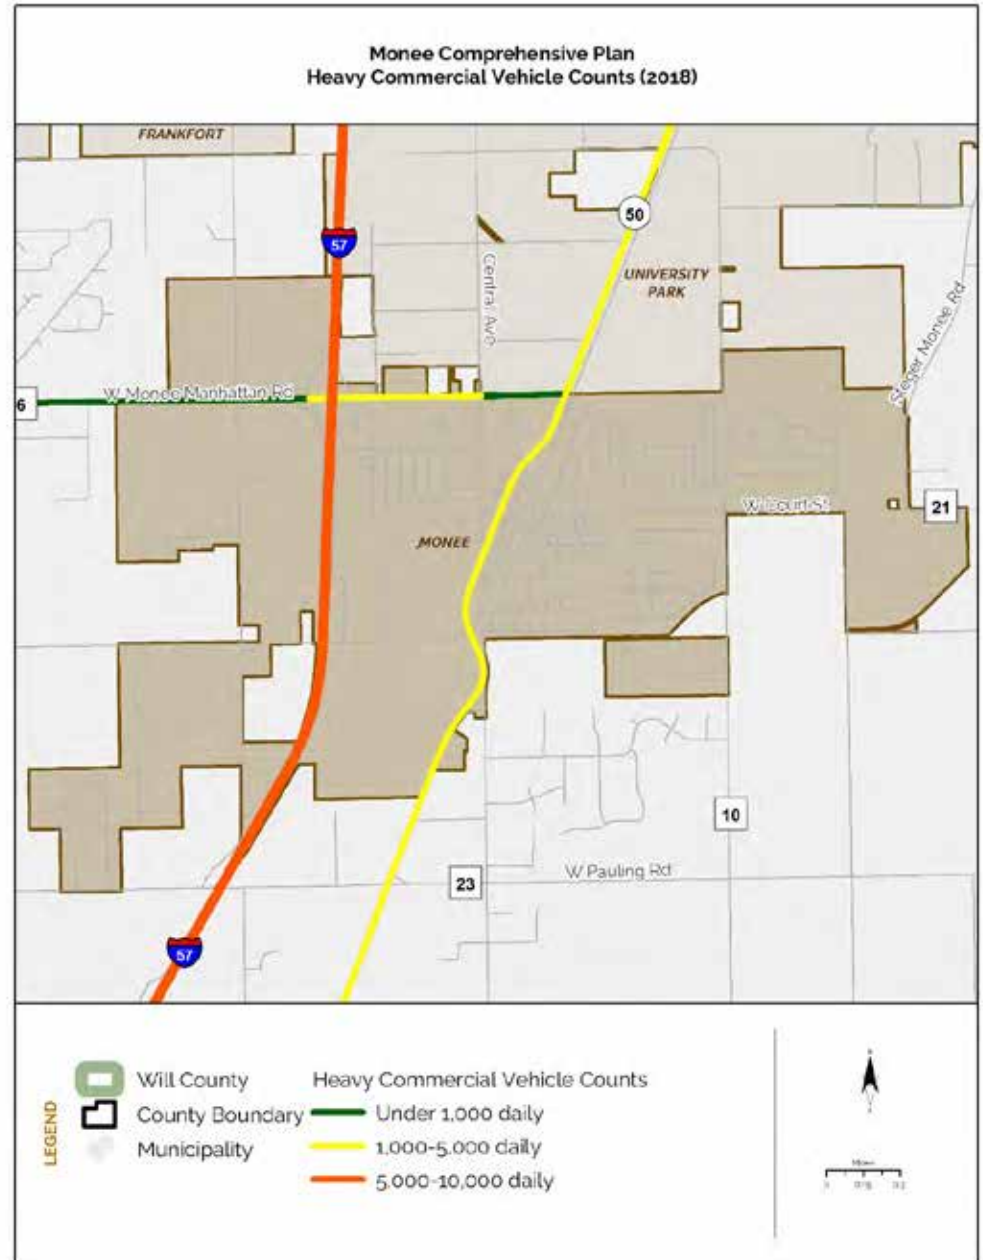 Monee Comprehensive Plan
Heavy Commercial Vehicle Counts (2018)
FRANKFORT
50
57
Central Ave
UNIVERSITY
PARK
Steger Monee Rd
W Monee Manhattan Rd
6
W Court St
21
MONEE
10
W Pauling Rd
23
57
LEGEND
Will County
County Boundary
Municipality
Heavy Commercial Vehicle Counts
Under 1,000 daily
1,000-5,000 daily
5,000-10,000 daily
Miles